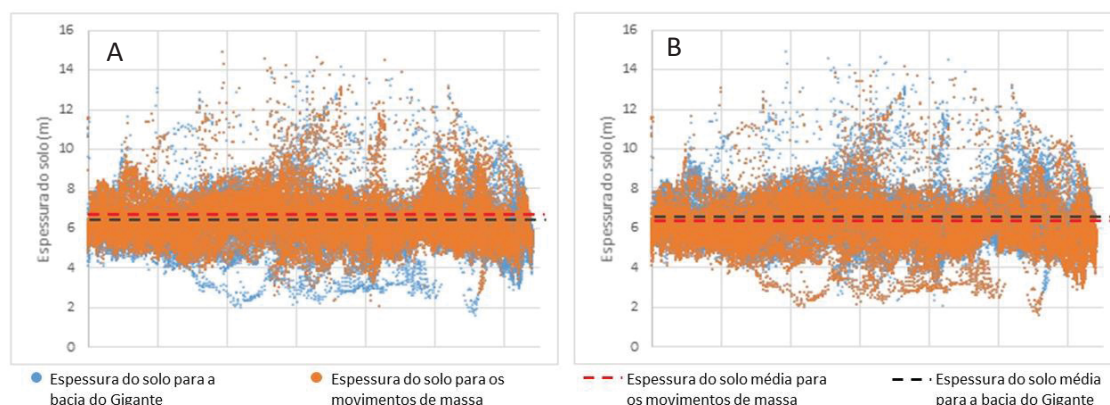 A
16
14
12
10
8
6
4
2
0
Espessura do solo (m)
B
16
14
12
10
8
6
4
2
0
Espessura do solo (m)
Espessura do solo para a
bacia do Gigante
Espessura do solo para os
movimentos de massa
Espessura do solo média para
os movimentos de massa
Espessura do solo média
para a bacia do Gigante